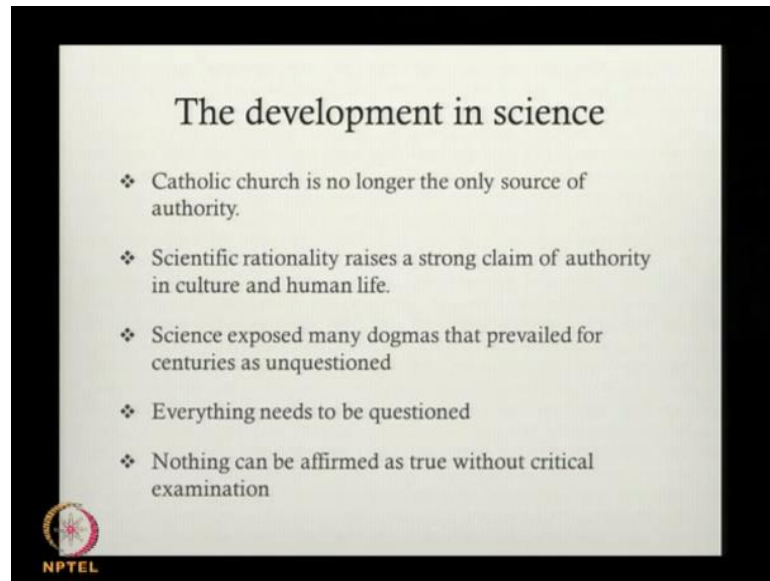 The development in science
❖ Catholic church is no longer the only source of
authority.
❖ Scientific rationality raises a strong claim of authority
in culture and human life.
❖ Science exposed many dogmas that prevailed for
centuries as unquestioned
❖ Everything needs to be questioned
❖ Nothing can be affirmed as true without critical
examination
NPTEL